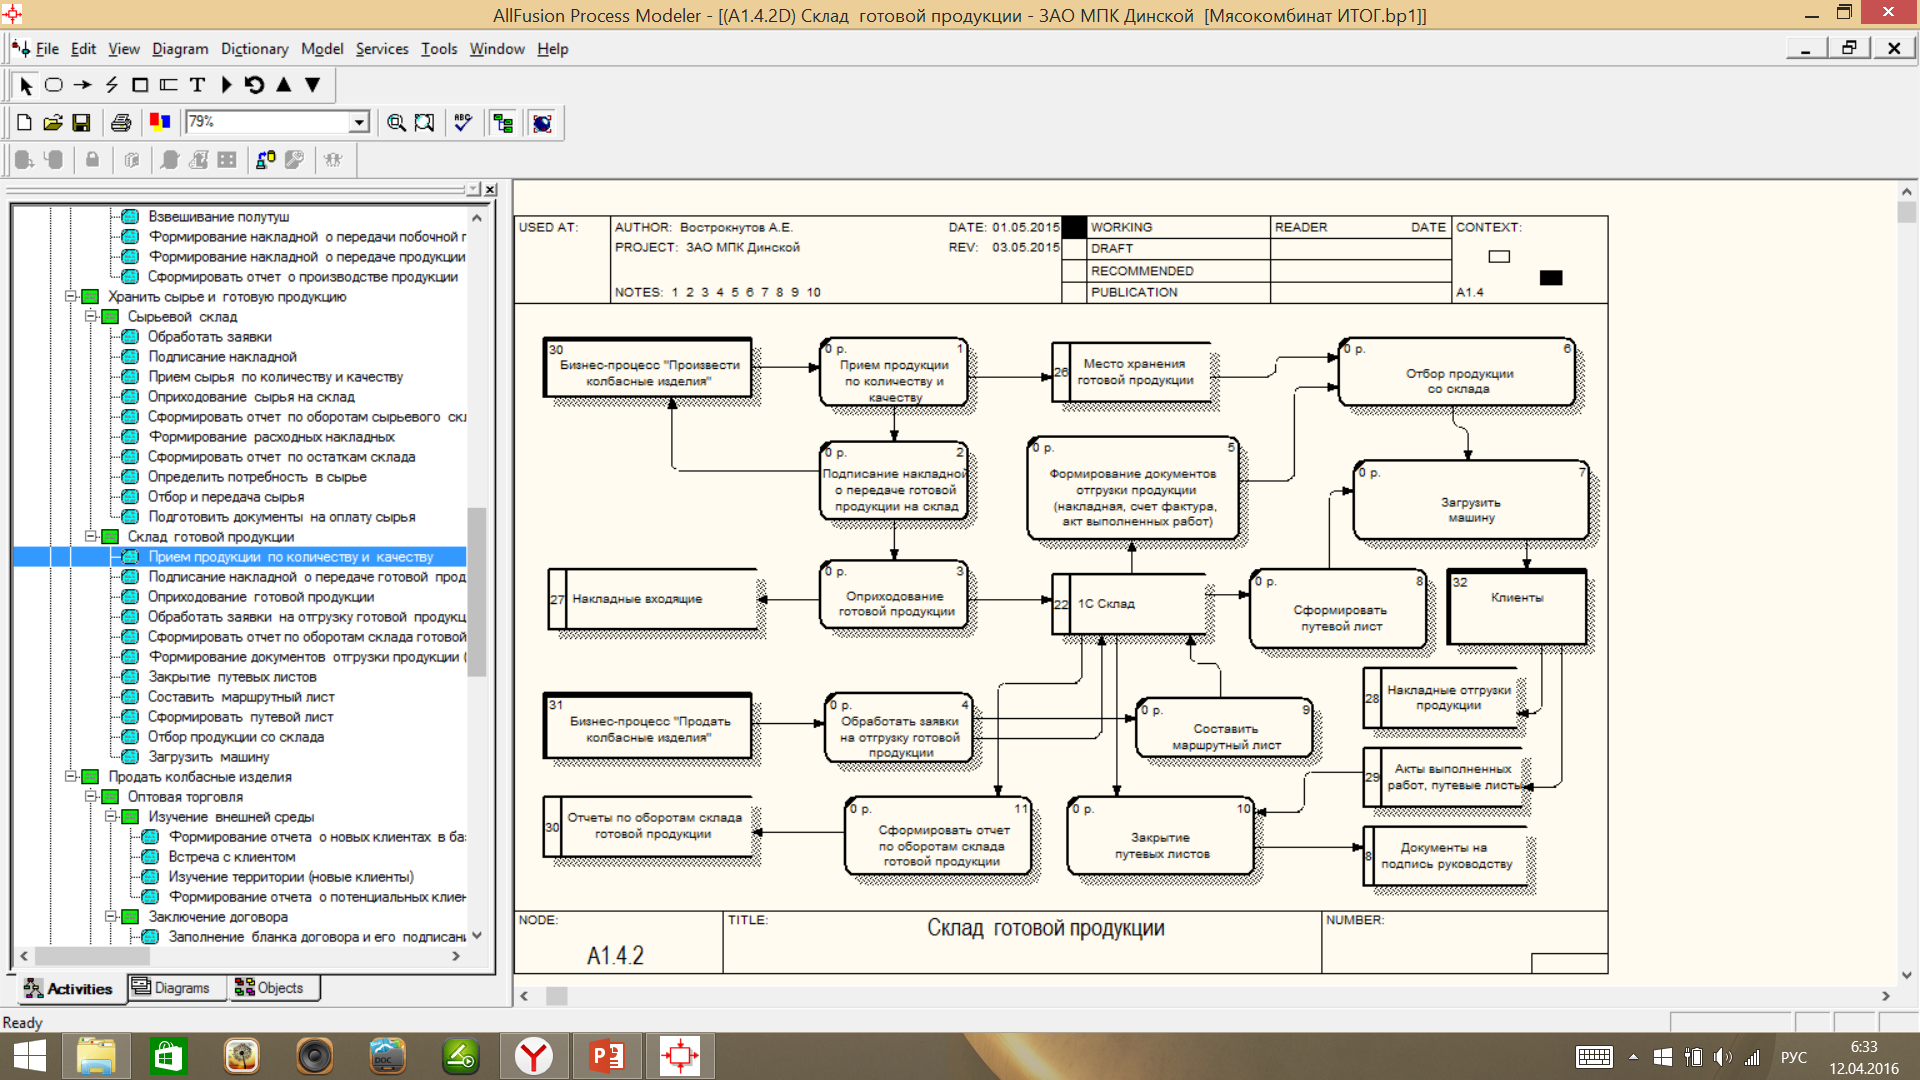 AllFusion Process Modeler - [(A1.4.2D) Склад готовой продукции - ЗАО МПК Динской [Мясокомбинат ИТОГ.bp1]]
File Edit View Diagram Dictionary Model Services Tools Window Help
79%
Взвешивание полутуш
Формирование накладной о передачи побочной г
Формирование накладной о передаче продукции
Сформировать отчет о производстве продукции
Хранить сырье и готовую продукцию
Сырьевой склад
Обработать заявки
Подписание накладной
Прием сырья по количеству и качеству
Оприходование сырья на склад
Сформировать отчет по оборотам сырьевого скл
Формирование расходных накладных
Сформировать отчет по остаткам склада
Определить потребность в сырье
Отбор и передача сырья
Подготовить документы на оплату сырья
Склад готовой продукции
Прием продукции по количеству и качеству
Подписание накладной о передаче готовой прод
Оприходование готовой продукции
Обработать заявки на отгрузку готовой продукц
Сформировать отчет по оборотам склада готовой
Формирование документов отгрузки продукции (
Закрытие путевых листов
Составить маршрутный лист
Сформировать путевой лист
Отбор продукции со склада
Загрузить машину
Продать колбасные изделия
Оптовая торговля
Изучение внешней среды
Формирование отчета о новых клиентах в ба
Встреча с клиентом
Изучение территории (новые клиенты)
Формирование отчета о потенциальных клиен
Заключение договора
Заполнение бланка договора и его подписани
Activities Diagrams Objects
Ready
USED AT:
AUTHOR: Вострокнутов А.Е.
DATE: 01.05.2015
PROJECT: ЗАО МПК Динской
REV: 03.05.2015
NOTES: 1 2 3 4 5 6 7 8 9 10
WORKING
DRAFT
RECOMMENDED
PUBLICATION
READER DATE
CONTEXT:
A1.4
30
Бизнес-процесс "Произвести
колбасные изделия"
0 р. 1
Прием продукции
по количеству и
качеству
26
Место хранения
готовой продукции
0 р. 6
Отбор продукции
со склада
0 р. 2
Подписание накладной
о передаче готовой
продукции на склад
0 р. 5
Формирование документов
отгрузки продукции
(накладная, счет фактура,
акт выполненных работ)
0 р. 7
Загрузить
машину
27 Накладные входящие
0 р. 3
Оприходование
готовой продукции
22 1С Склад
0 р. 8
Сформировать
путевой лист
32
Клиенты
28
Накладные отгрузки
продукции
31
Бизнес-процесс "Продать
колбасные изделия"
0 р. 4
Обработать заявки
на отгрузку готовой
продукции
0 р. 9
Составить
маршрутный лист
29
Акты выполненных
работ, путевые листы
30
Отчеты по оборотам склада
готовой продукции
0 р. 11
Сформировать отчет
по оборотам склада
готовой продукции
0 р. 10
Закрытие
путевых листов
8
Документы на
подпись руководству
NODE:
A1.4.2
TITLE:
Склад готовой продукции
NUMBER:
РУС
6:33
12.04.2016